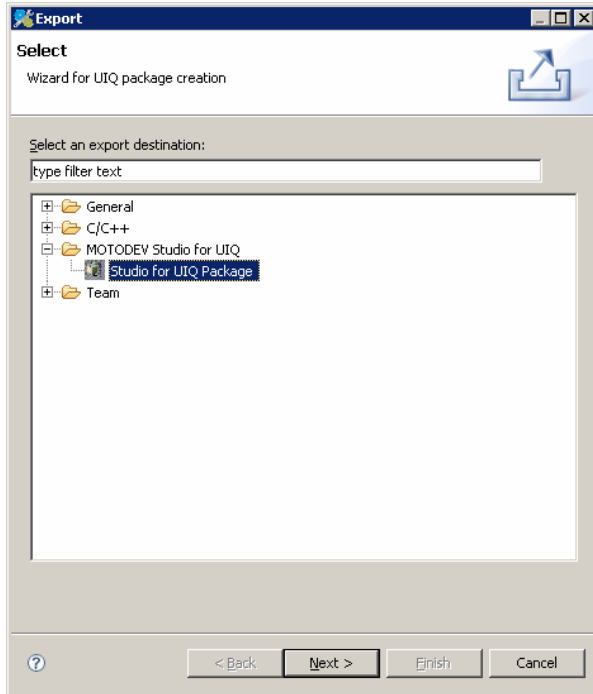 Export
Select
Wizard for UIQ package creation
Select an export destination:
type filter text
General
C/C++
MOTODEV Studio for UIQ
Studio for UIQ Package
Team
< Back
Next >
Finish
Cancel